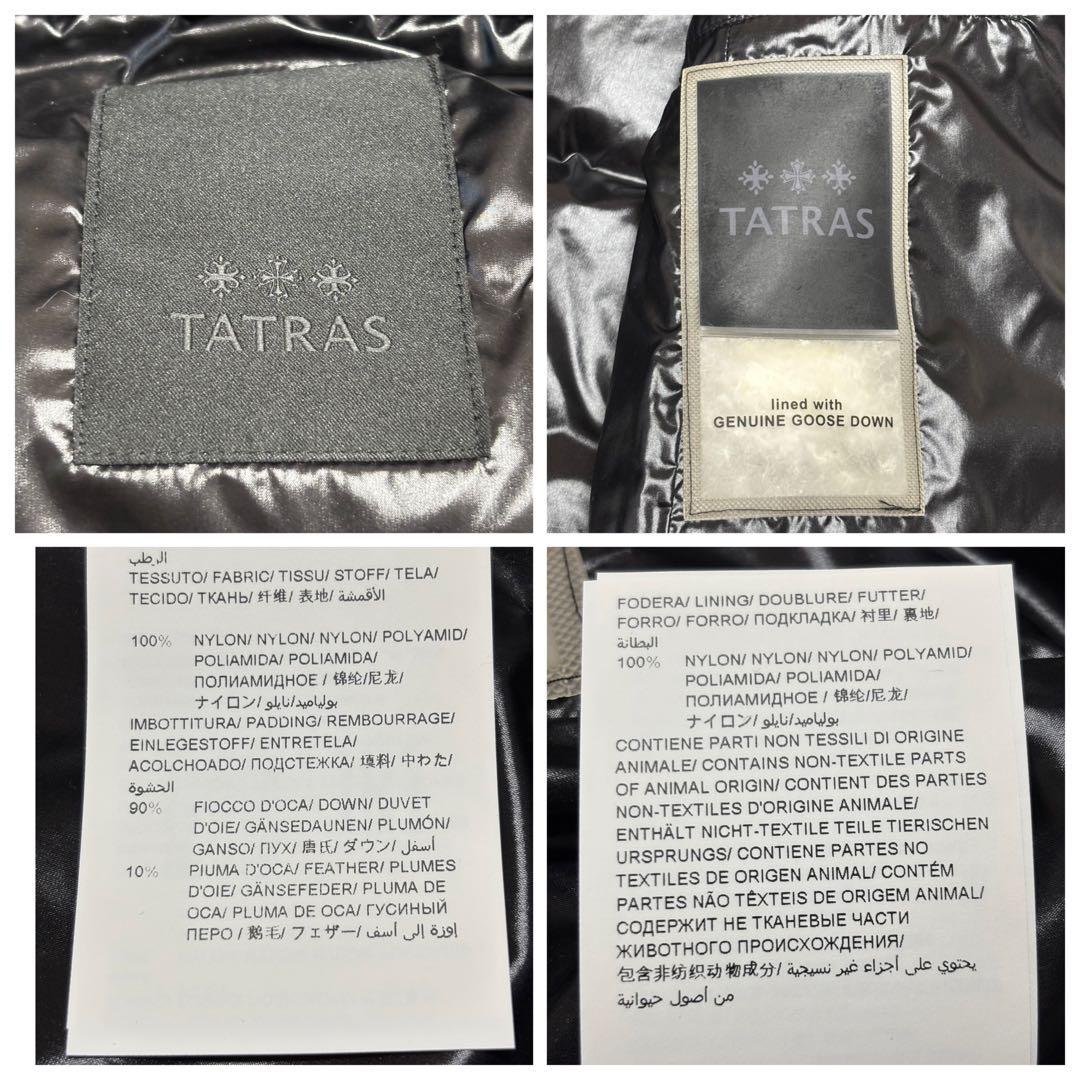 TATRAS
TATRAS
lined with
GENUINE GOOSE DOWN
الرطب
TESSUTO/ FABRIC/ TISSU/ STOFF/ TELA/
TECIDO/ ТКАНЬ/ 纤维/ 表地/ الأقمشة
100% NYLON/ NYLON/ NYLON/ POLYAMID/
POLIAMIDA/ POLIAMIDA/
ПОЛИАМИДНОЕ / 锦纶/尼龙/
ナイロン/ بولياميد/نايلو
IMBOTTITURA/ PADDING/ REMBOURRAGE/
EINLEGESTOFF/ ENTRETELA/
ACOLCHOADO/ ПОДСТЕЖКА/ 填料/ 中わた/
الحشوة
90% FIOCCO D'OCA/ DOWN/ DUVET
D'OIE/ GÄNSEDAUNEN/ PLUMÓN/
GANSO/ ПУХ/ 唐氏/ ダウン/ أسفل
10% PIUMA D'OCA/ FEATHER/ PLUMES
D'OIE/ GÄNSEFEDER/ PLUMA DE
OCA/ PLUMA DE OCA/ ГУСИНЫЙ
ПЕРО / 鹅毛/ フェザー/ اوزة إلى أسف
FODERA/ LINING/ DOUBLURE/ FUTTER/
FORRO/ FORRO/ ПОДКЛАДКА/ 衬里/ 裏地/
البطانة
100% NYLON/ NYLON/ NYLON/ POLYAMID/
POLIAMIDA/ POLIAMIDA/
ПОЛИАМИДНОЕ / 锦纶/尼龙/
ナイロン/ بولياميد/نايلو
CONTIENE PARTI NON TESSILI DI ORIGINE
ANIMALE/ CONTAINS NON-TEXTILE PARTS
OF ANIMAL ORIGIN/ CONTIENT DES PARTIES
NON-TEXTILES D'ORIGINE ANIMALE/
ENTHÄLT NICHT-TEXTILE TEILE TIERISCHEN
URSPRUNGS/ CONTIENE PARTES NO
TEXTILES DE ORIGEN ANIMAL/ CONTÉM
PARTES NÃO TÊXTEIS DE ORIGEM ANIMAL/
СОДЕРЖИТ НЕ ТКАНЕВЫЕ ЧАСТИ
ЖИВОТНОГО ПРОИСХОЖДЕНИЯ/
包含非纺织动物成分/ يحتوي على أجزاء غير نسيجية
من أصول حيوانية